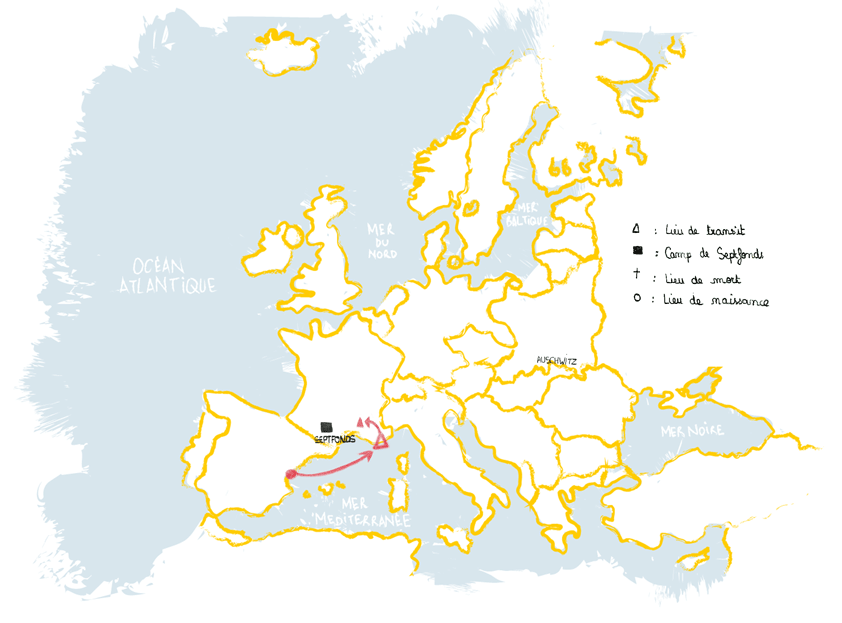 OCÉAN
ATLANTIQUE
MER
DU
NORD
MER
BALTIQUE
: Lieu de transit
: Camp de Septfonds
: Lieu de mort
: Lieu de naissance
AUSCHWITZ
SEPTFONDS
MER NOIRE
MER
MEDITERRANÉE